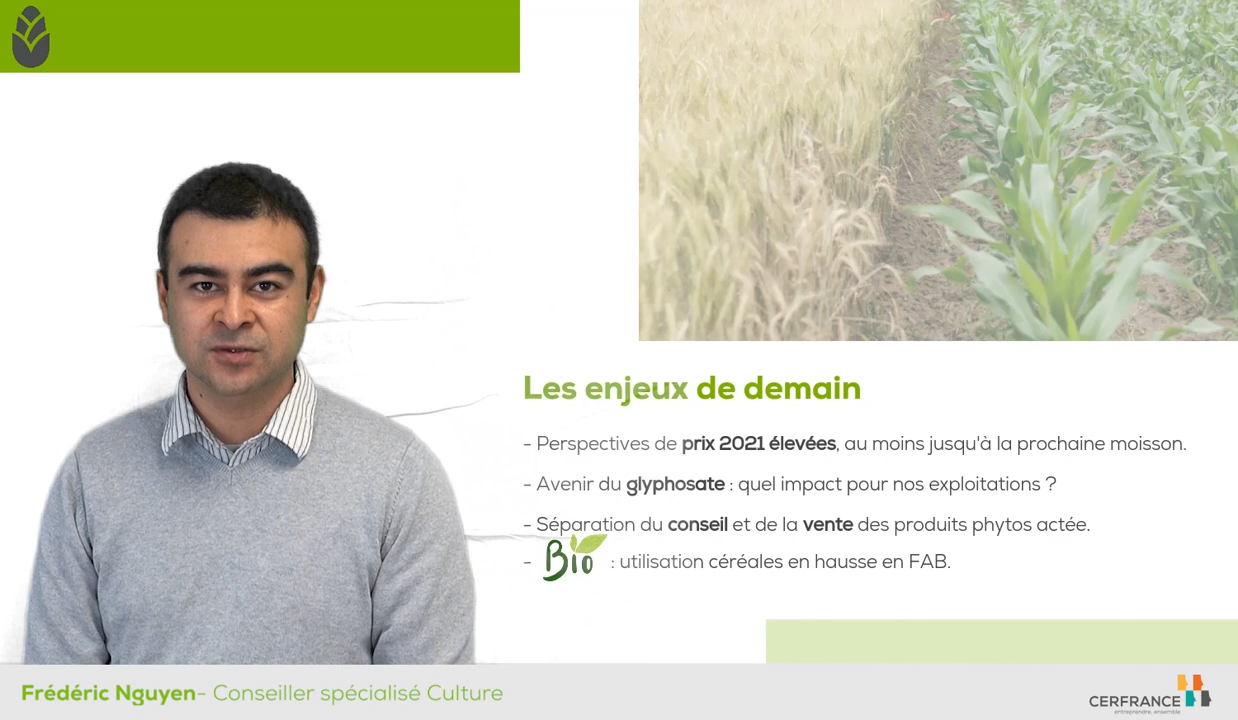 Les enjeux de demain
- Perspectives de prix 2021 élevées, au moins jusqu'à la prochaine moisson.
- Avenir du glyphosate : quel impact pour nos exploitations ?
- Séparation du conseil et de la vente des produits phytos actée.
- Bio : utilisation céréales en hausse en FAB.
Frédéric Nguyen- Conseiller spécialisé Culture
CERFRANCE
entreprendre, ensemble